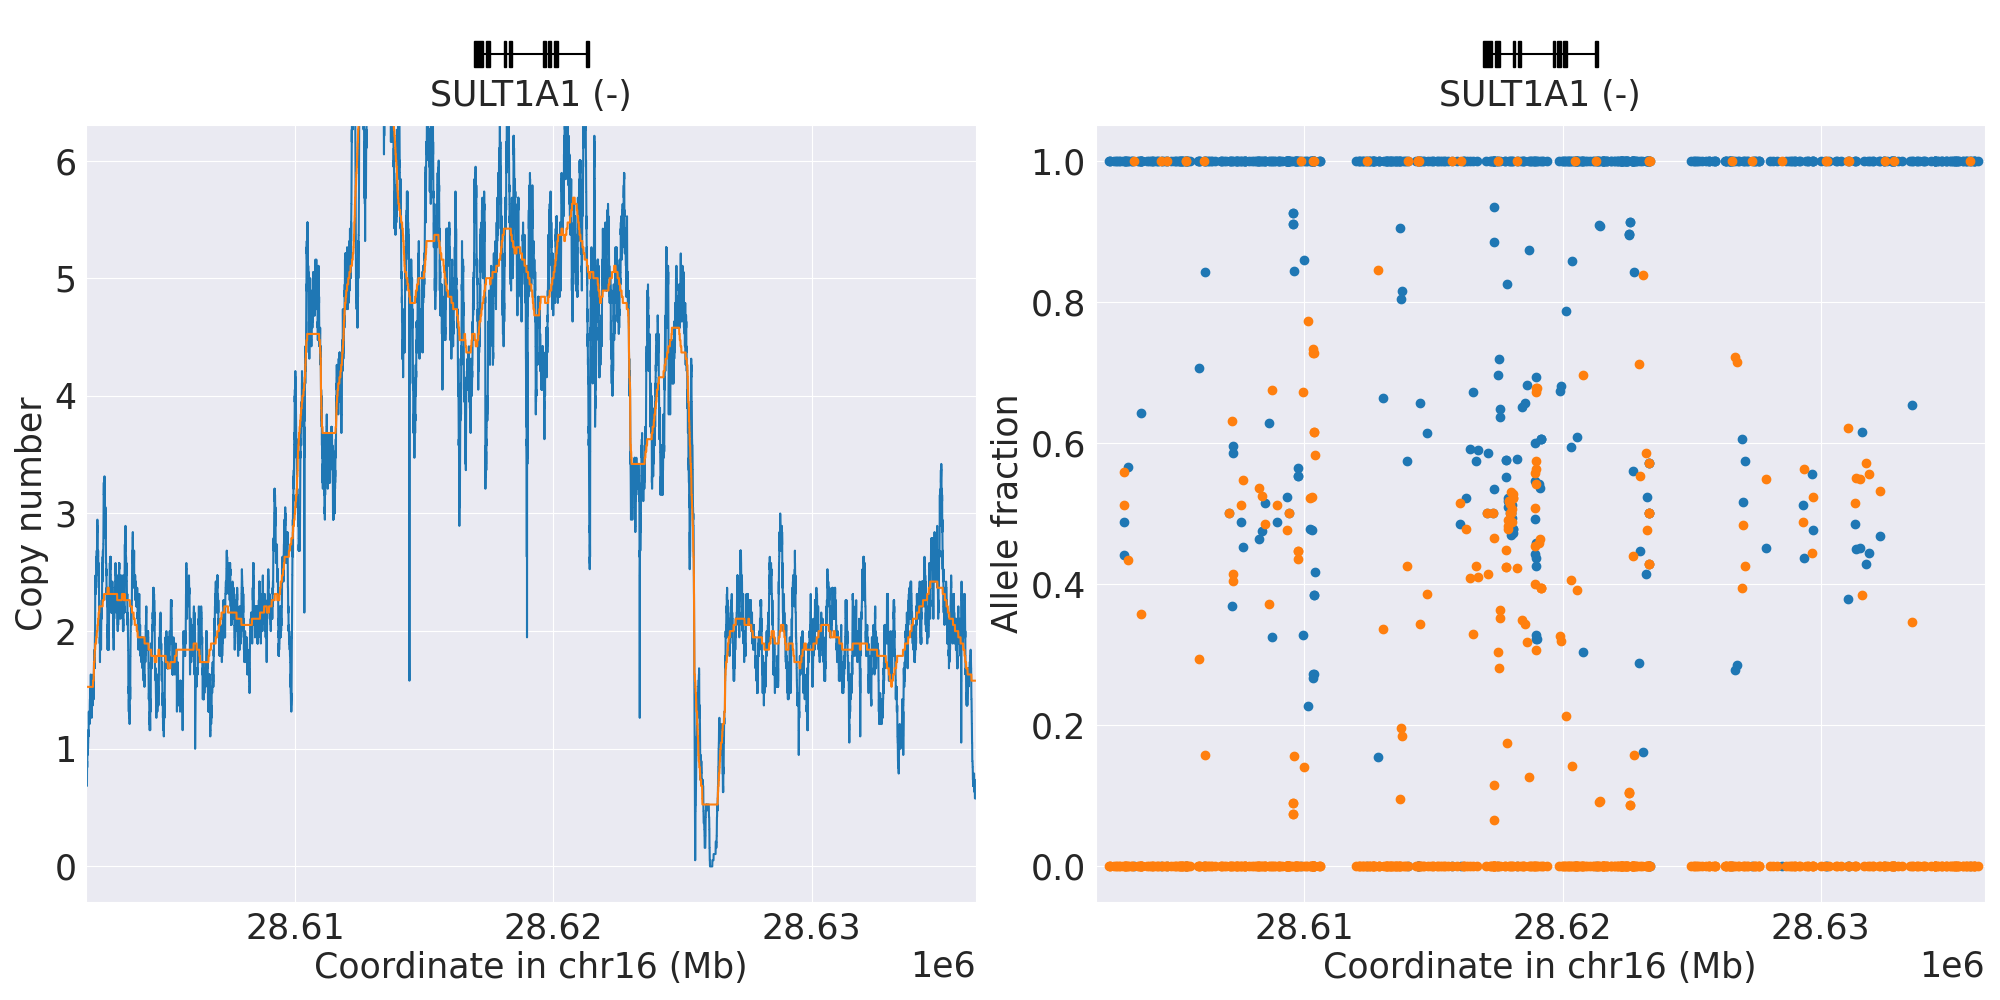 SULT1A1 (-)
6
5
4
3
2
1
0
Copy number
28.61
28.62
28.63
Coordinate in chr16 (Mb)
1e6
SULT1A1 (-)
1.0
0.8
0.6
0.4
0.2
0.0
Allele fraction
28.61
28.62
28.63
Coordinate in chr16 (Mb)
1e6